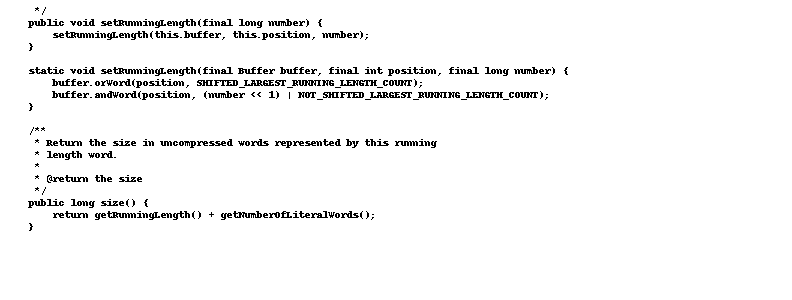 */
    public void setRunningLength(final long number) {
        setRunningLength(this.buffer, this.position, number);
    }

    static void setRunningLength(final Buffer buffer, final int position, final long number) {
        buffer.orWord(position, SHIFTED_LARGEST_RUNNING_LENGTH_COUNT);
        buffer.andWord(position, (number << 1) | NOT_SHIFTED_LARGEST_RUNNING_LENGTH_COUNT);
    }

    /**
     * Return the size in uncompressed words represented by this running
     * length word.
     *
     * @return the size
     */
    public long size() {
        return getRunningLength() + getNumberOfLiteralWords();
    }